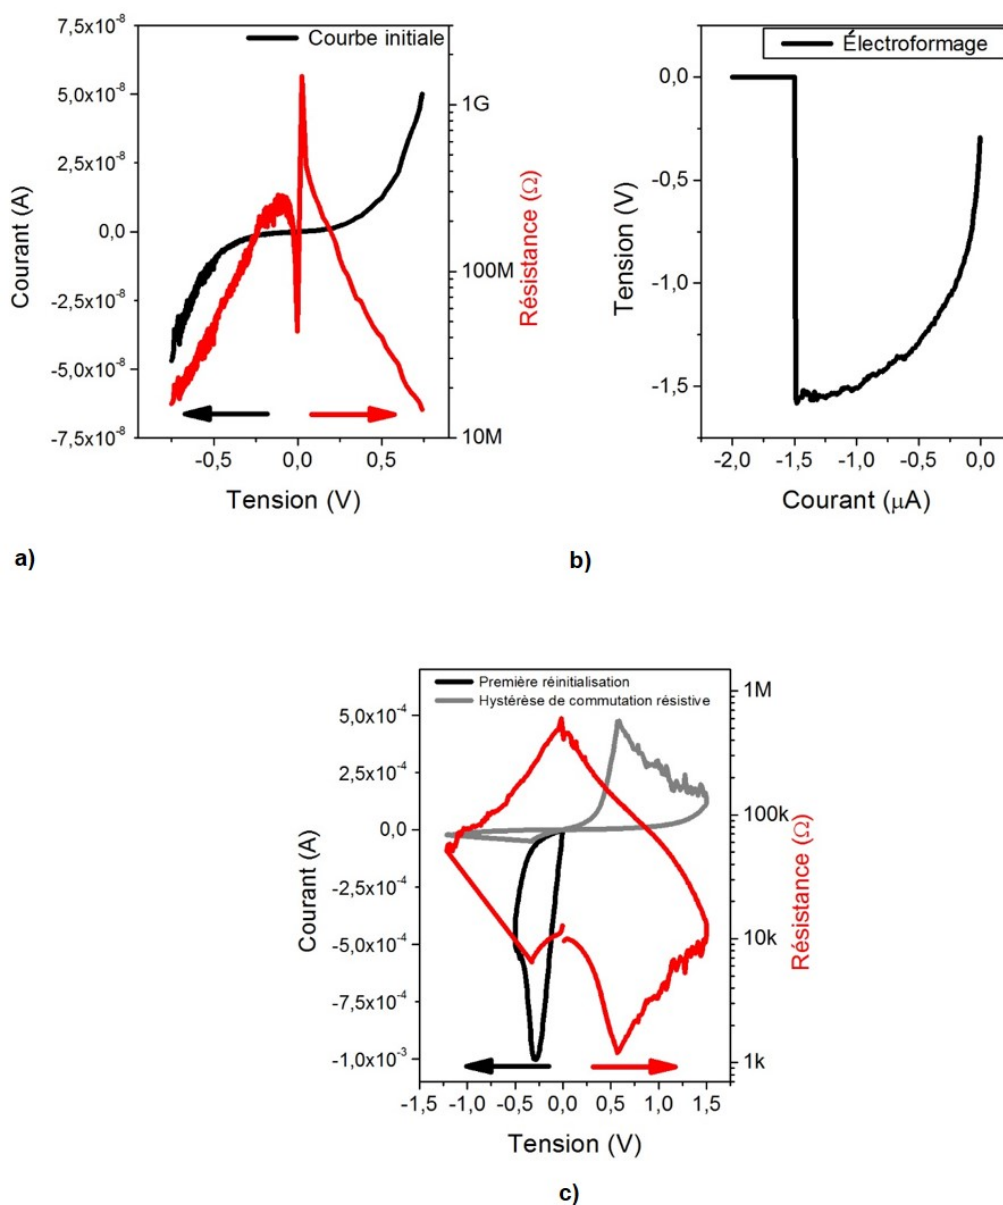 Courbe initiale
7,5x10⁻⁸
5,0x10⁻⁸
2,5x10⁻⁸
0,0
-2,5x10⁻⁸
-5,0x10⁻⁸
-7,5x10⁻⁸
Courant (A)
1G
100M
10M
Résistance (Ω)
-0,5 0,0 0,5
Tension (V)
a)
Électroformage
0,0
-0,5
-1,0
-1,5
Tension (V)
-2,0 -1,5 -1,0 -0,5 0,0
Courant (μA)
b)
Première réinitialisation
Hystérèse de commutation résistive
5,0x10⁻⁴
2,5x10⁻⁴
0,0
-2,5x10⁻⁴
-5,0x10⁻⁴
-7,5x10⁻⁴
-1,0x10⁻³
Courant (A)
1M
100k
10k
1k
Résistance (Ω)
-1,5 -1,0 -0,5 0,0 0,5 1,0 1,5
Tension (V)
c)